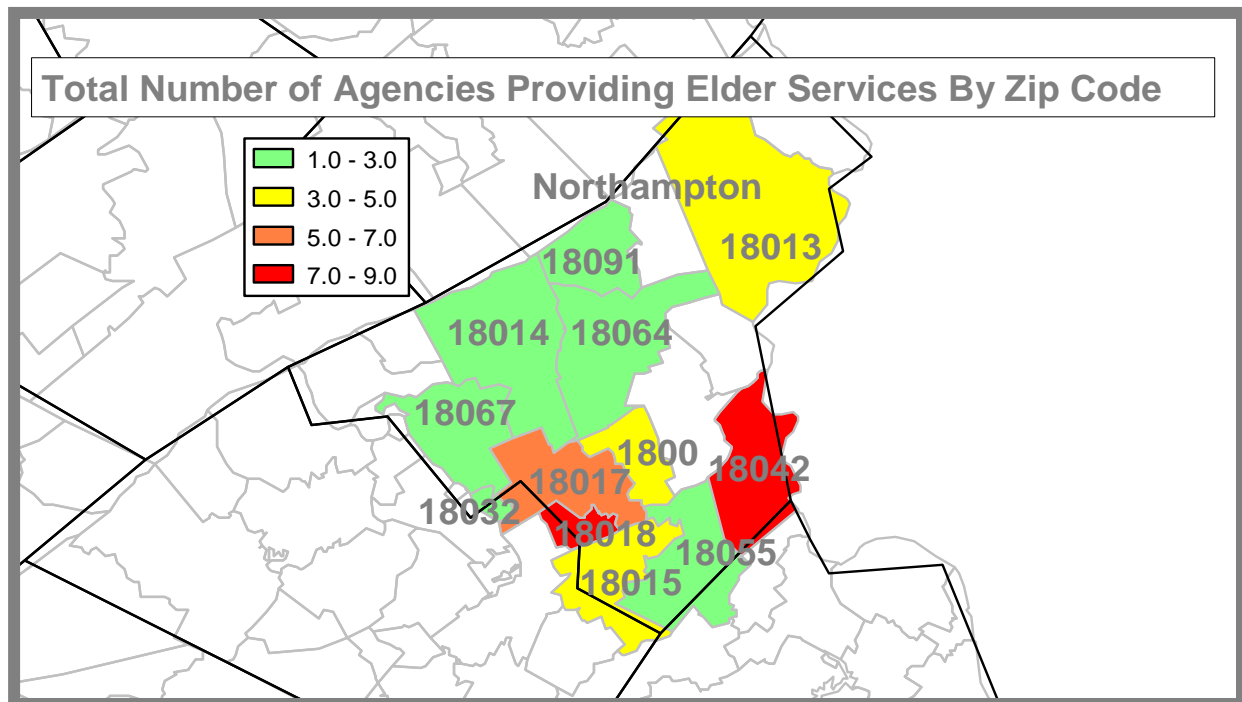 Total Number of Agencies Providing Elder Services By Zip Code
1.0 - 3.0
3.0 - 5.0
5.0 - 7.0
7.0 - 9.0
Northampton
18013
18091
18014
18064
18067
1800
18042
18017
18032
18018
18055
18015